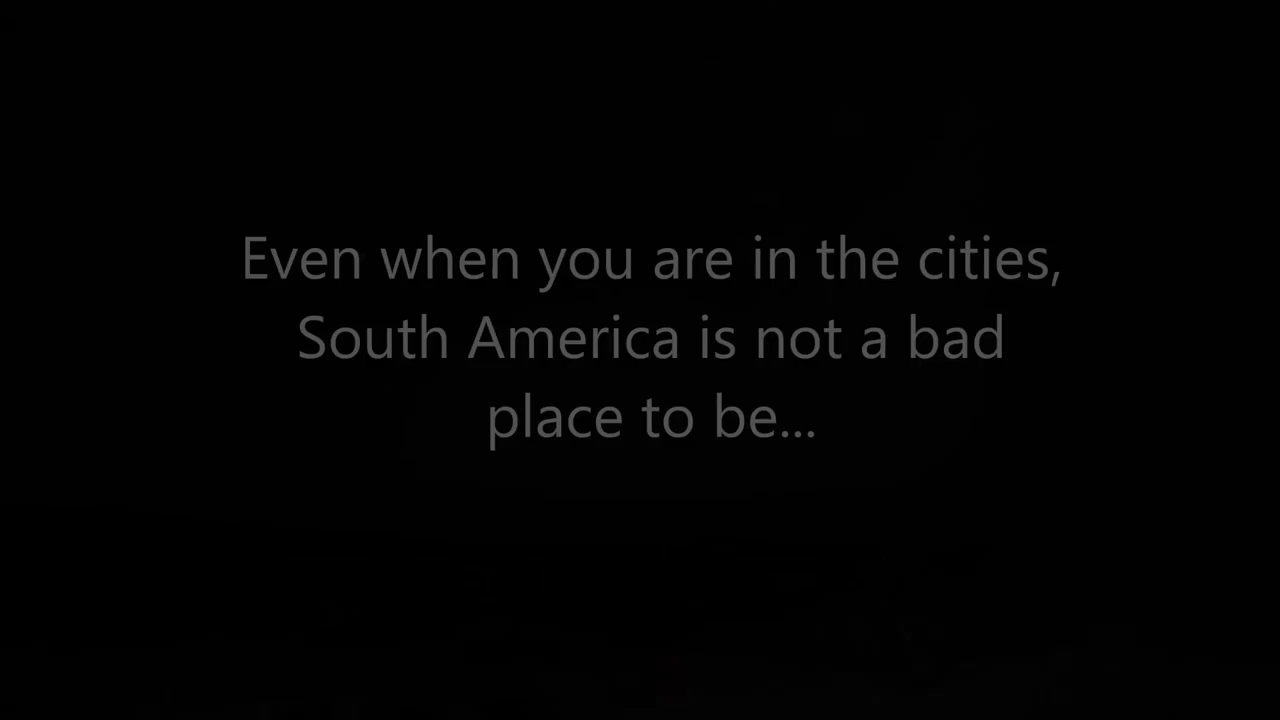 Even when you are in the cities,
South America is not a bad
place to be...